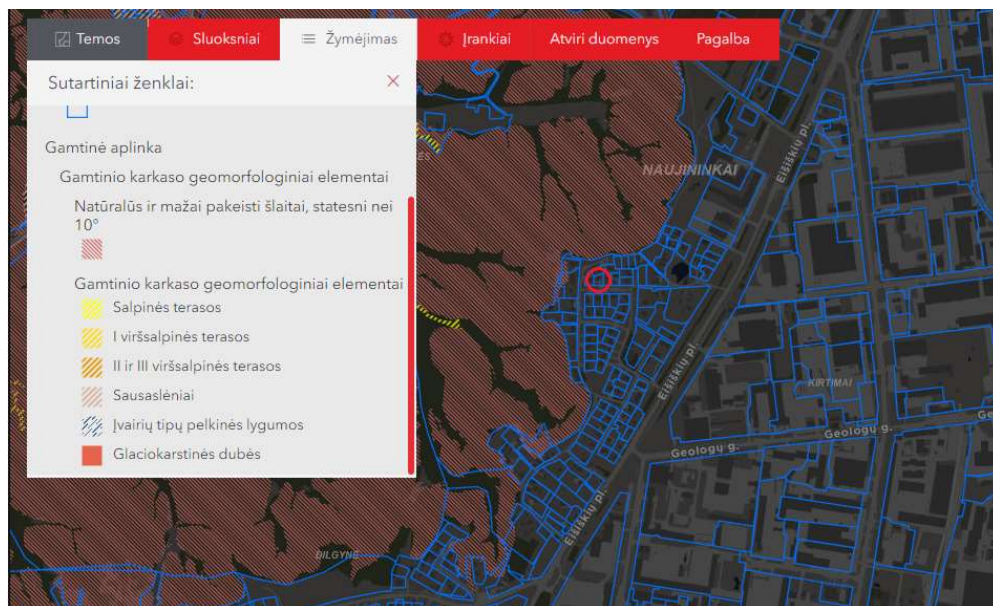 Temos
Sluoksniai
Žymėjimas
Įrankiai
Atviri duomenys
Pagalba
Sutartiniai ženklai:
Gamtinė aplinka
Gamtinio karkaso geomorfologiniai elementai
Natūralūs ir mažai pakeisti šlaitai, statesni nei
10°
Gamtinio karkaso geomorfologiniai elementai
Salpinės terasos
I viršsalpinės terasos
II ir III viršsalpinės terasos
Sausaslėniai
Įvairių tipų pelkinės lygumos
Glaciokarstinės dubės
NAUJININKAI
Eišiškių pl.
Eišiškių pl.
KIRTIMAI
Geologų g.
Geologų g.
Ge
Eišiškių pl.
DILGYNĖ